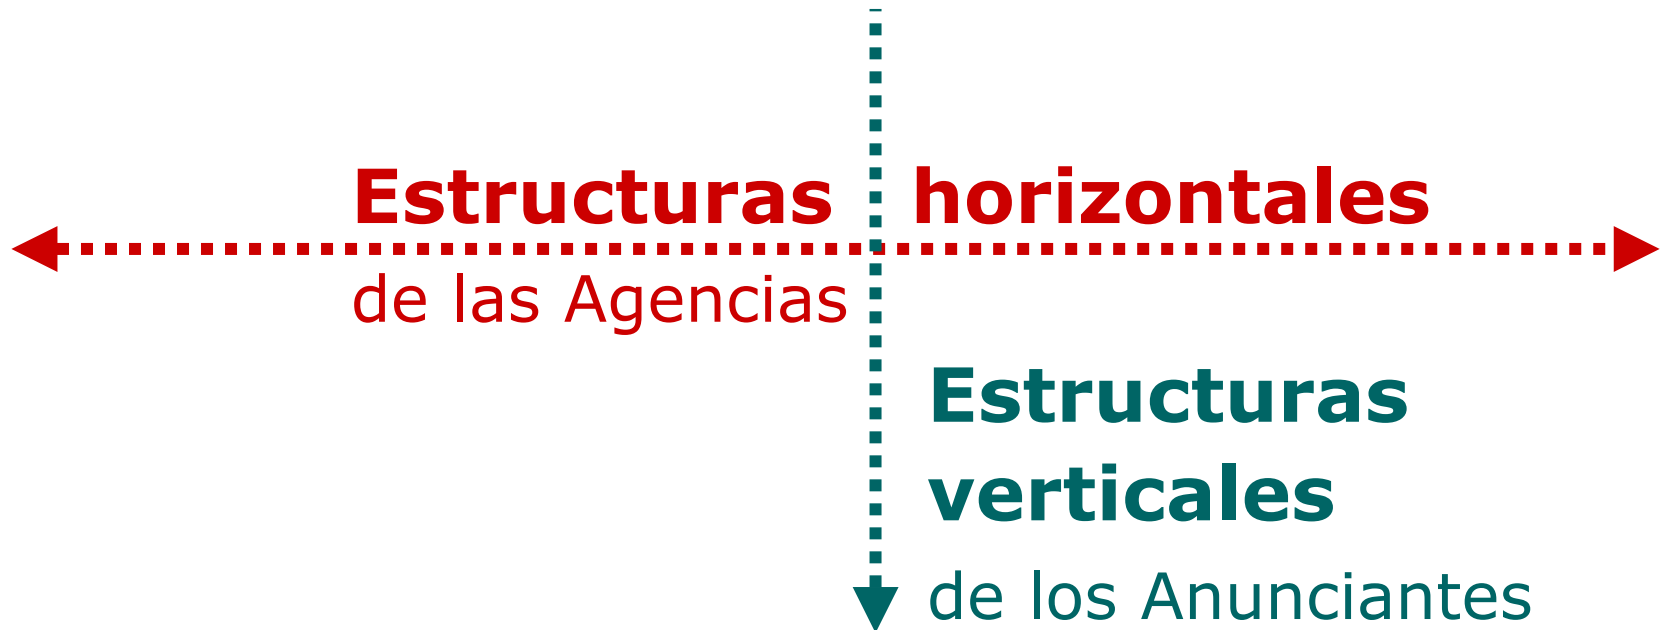 Estructuras horizontales
de las Agencias
Estructuras
verticales
de los Anunciantes